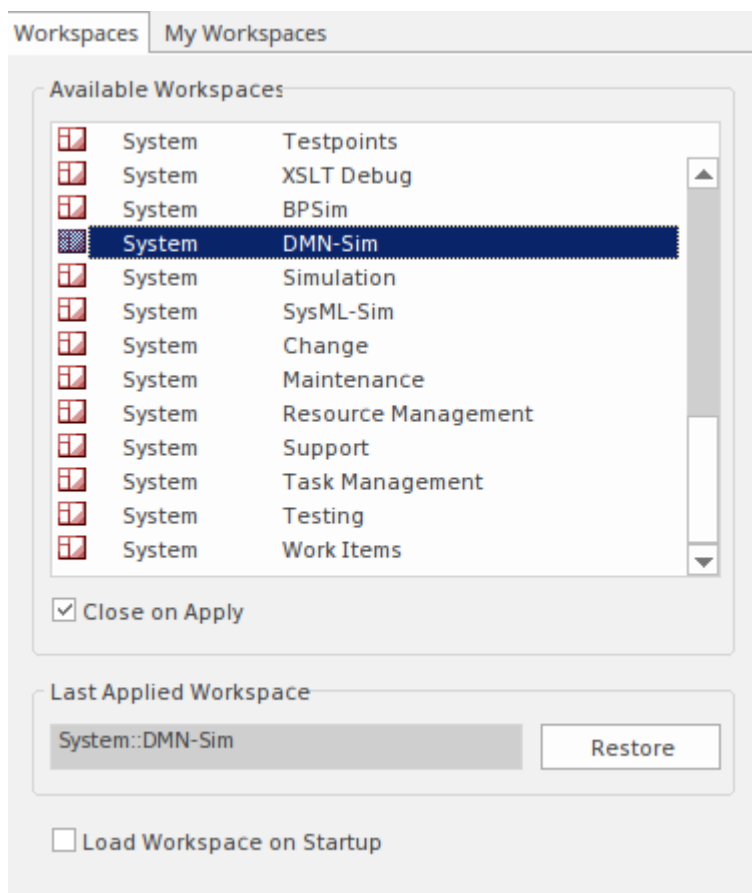 Workspaces My Workspaces
Available Workspaces
System Testpoints
System XSLT Debug
System BPSim
System DMN-Sim
System Simulation
System SysML-Sim
System Change
System Maintenance
System Resource Management
System Support
System Task Management
System Testing
System Work Items
Close on Apply
Last Applied Workspace
System::DMN-Sim Restore
Load Workspace on Startup